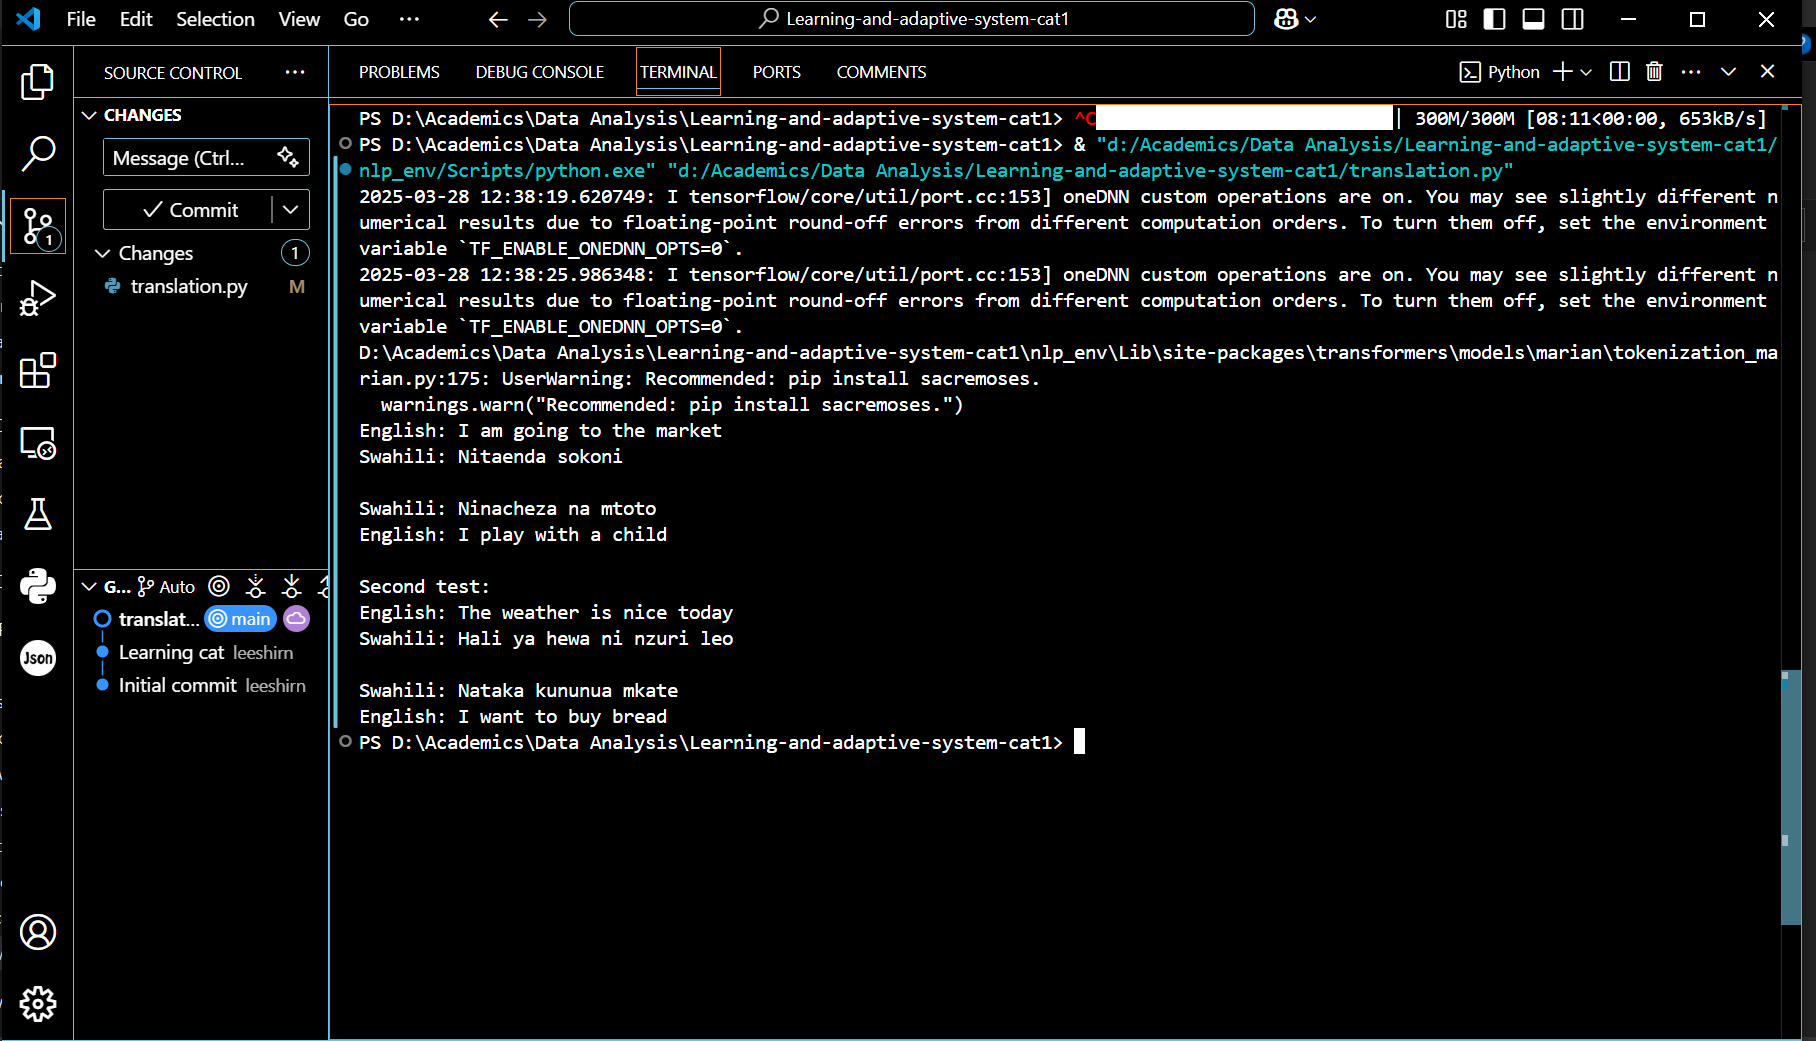 File Edit Selection View Go ··· Learning-and-adaptive-system-cat1
SOURCE CONTROL ···
PROBLEMS DEBUG CONSOLE TERMINAL PORTS COMMENTS Python
CHANGES
Message (Ctrl...
Commit
Changes 1
translation.py M
1
Json
G... Auto
translat... main
Learning cat leeshirn
Initial commit leeshirn
PS D:\Academics\Data Analysis\Learning-and-adaptive-system-cat1> ^C | 300M/300M [08:11<00:00, 653kB/s]
PS D:\Academics\Data Analysis\Learning-and-adaptive-system-cat1> & "d:/Academics/Data Analysis/Learning-and-adaptive-system-cat1/
nlp_env/Scripts/python.exe" "d:/Academics/Data Analysis/Learning-and-adaptive-system-cat1/translation.py"
2025-03-28 12:38:19.620749: I tensorflow/core/util/port.cc:153] oneDNN custom operations are on. You may see slightly different n
umerical results due to floating-point round-off errors from different computation orders. To turn them off, set the environment
variable `TF_ENABLE_ONEDNN_OPTS=0`.
2025-03-28 12:38:25.986348: I tensorflow/core/util/port.cc:153] oneDNN custom operations are on. You may see slightly different n
umerical results due to floating-point round-off errors from different computation orders. To turn them off, set the environment
variable `TF_ENABLE_ONEDNN_OPTS=0`.
D:\Academics\Data Analysis\Learning-and-adaptive-system-cat1\nlp_env\Lib\site-packages\transformers\models\marian\tokenization_ma
rian.py:175: UserWarning: Recommended: pip install sacremoses.
warnings.warn("Recommended: pip install sacremoses.")
English: I am going to the market
Swahili: Nitaenda sokoni
Swahili: Ninacheza na mtoto
English: I play with a child
Second test:
English: The weather is nice today
Swahili: Hali ya hewa ni nzuri leo
Swahili: Nataka kununua mkate
English: I want to buy bread
PS D:\Academics\Data Analysis\Learning-and-adaptive-system-cat1>